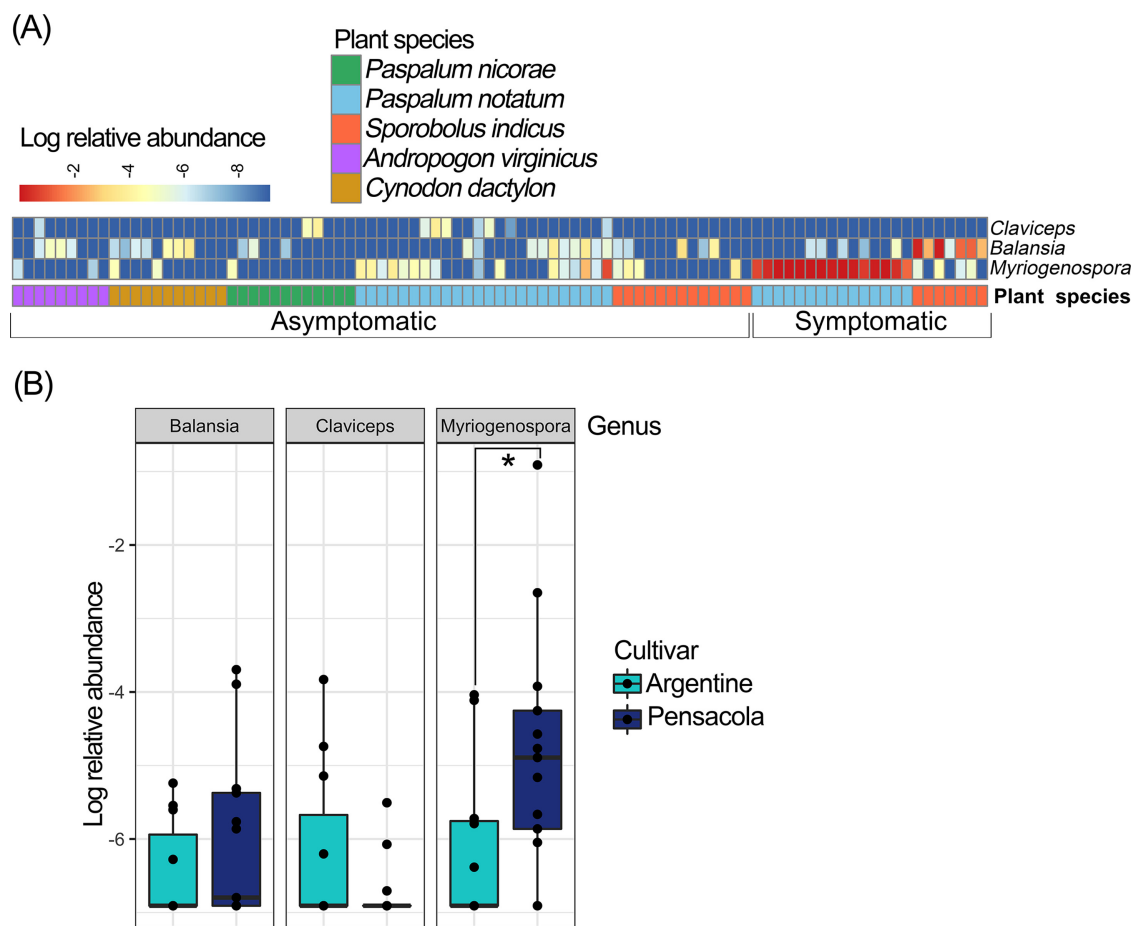 (A)
Plant species
Paspalum nicorae
Paspalum notatum
Sporobolus indicus
Andropogon virginicus
Cynodon dactylon
Log relative abundance
-2 -4 -6 -8
Claviceps
Balansia
Myriogenospora
Plant species
Asymptomatic Symptomatic
(B)
Balansia Claviceps Myriogenospora Genus
*
-2
-4
-6
Log relative abundance
Cultivar
Argentine
Pensacola